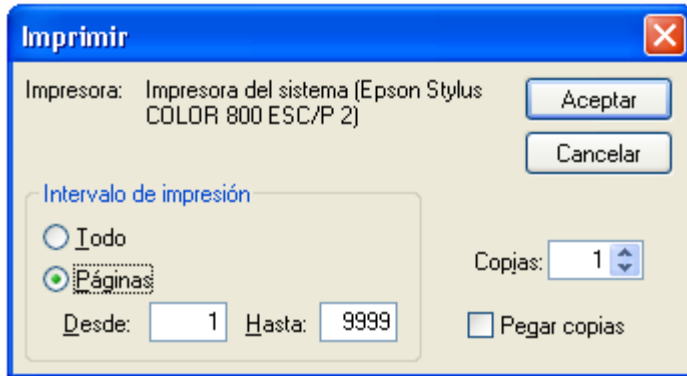 Imprimir
Impresora: Impresora del sistema (Epson Stylus
COLOR 800 ESC/P 2)
Aceptar
Cancelar
Intervalo de impresión
Todo
Páginas
Desde: 1 Hasta: 9999
Copias: 1
Pegar copias